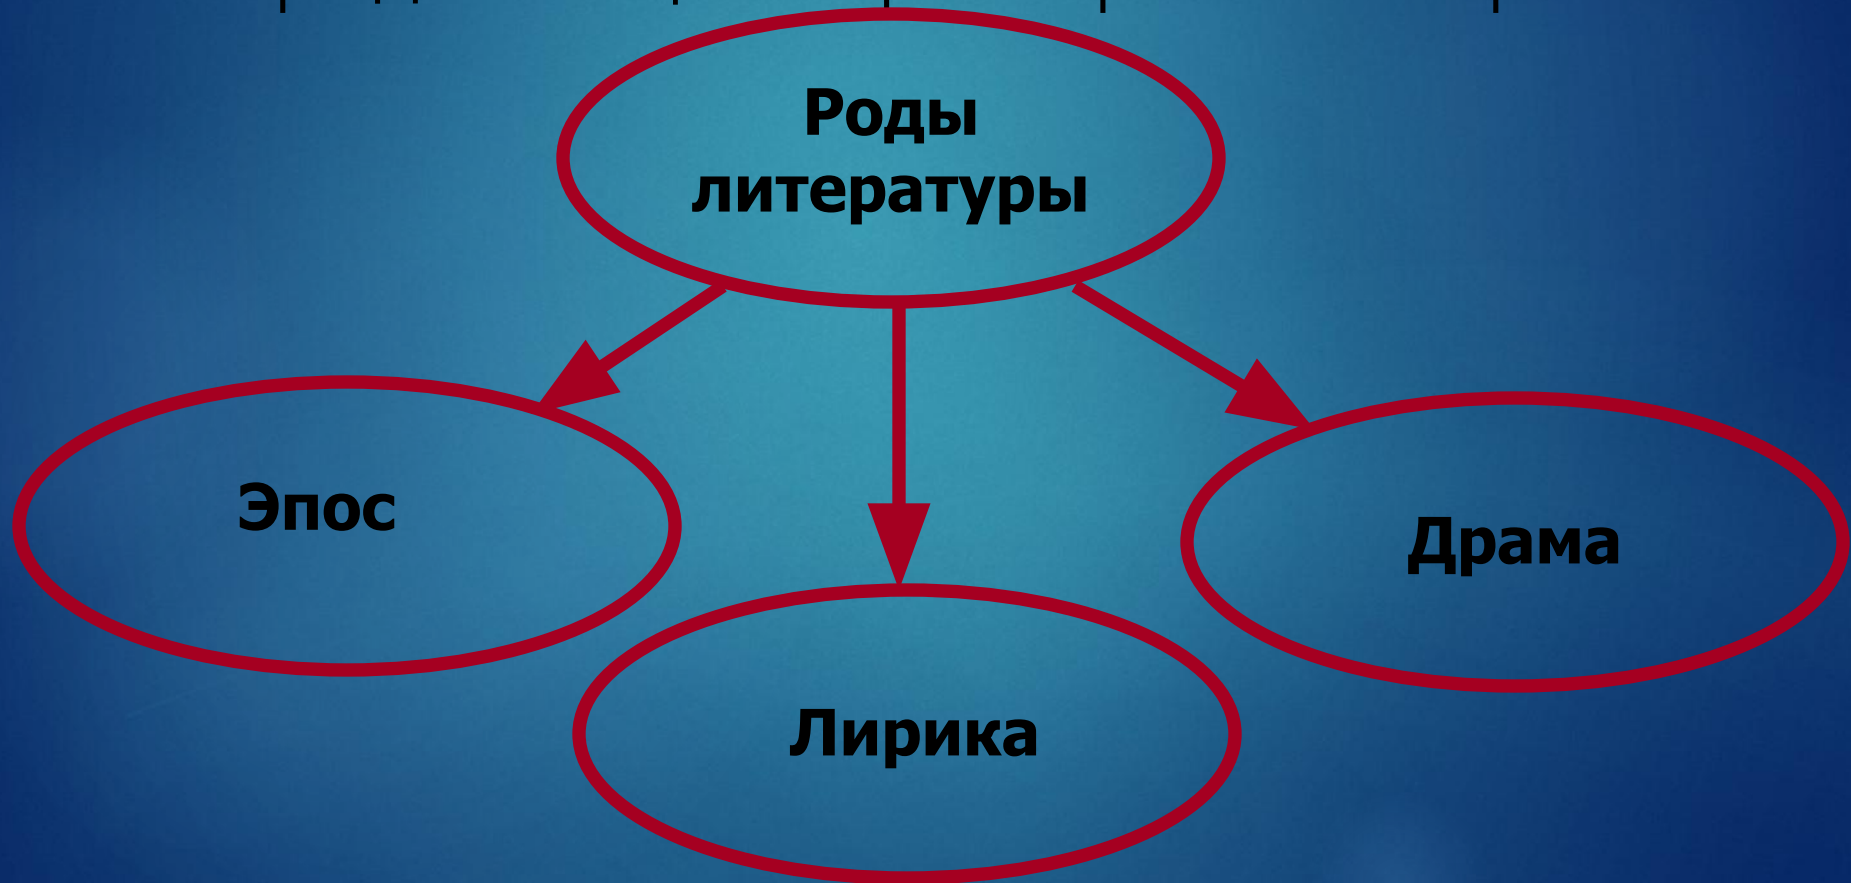 Роды
литературы
Эпос
Драма
Лирика